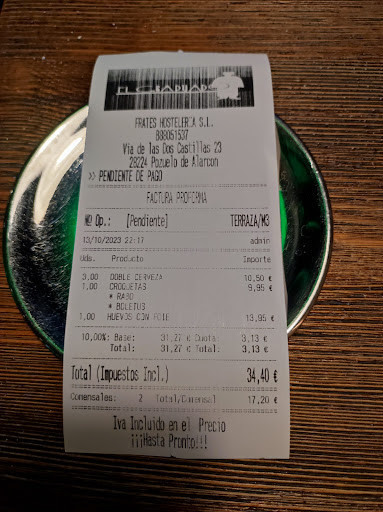 FRATES HOSTELERIA S.L.
B88051537
Via de las Dos Castillas 23
28224 Pozuelo de Alarcon
>> PENDIENTE DE PAGO
FACTURA PROFORMA
Nº Op.: [Pendiente] TERRAZA/M3
13/10/2023 22:17 admin
Uds. Producto Importe
3,00 DOBLE CERVEZA 10,50 €
1,00 CROQUETAS 9,95 €
* RABO
* BOLETUS
1,00 HUEVOS CON FOIE 13,95 €
10,00%: Base: 31,27 € Cuota: 3,13 €
Total: 31,27 € Total: 3,13 €
Total (Impuestos Incl.) 34,40 €
Comensales: 2 Total/Comensal 17,20 €
Iva Incluido en el Precio
¡¡¡Hasta Pronto!!!